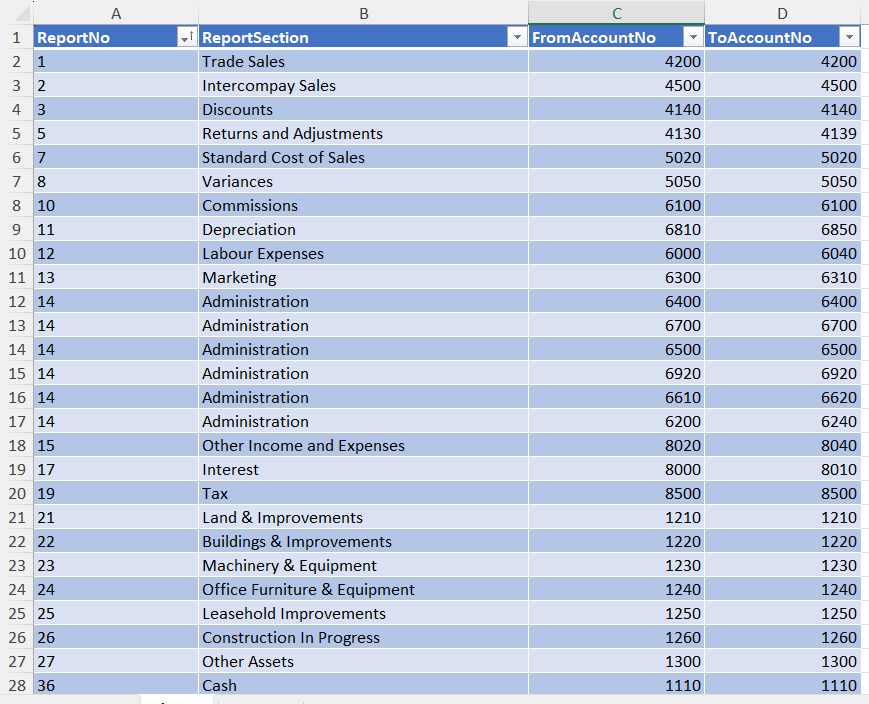 A B C D
1 ReportNo ReportSection FromAccountNo ToAccountNo
2 1 Trade Sales 4200 4200
3 2 Intercompay Sales 4500 4500
4 3 Discounts 4140 4140
5 5 Returns and Adjustments 4130 4139
6 7 Standard Cost of Sales 5020 5020
7 8 Variances 5050 5050
8 10 Commissions 6100 6100
9 11 Depreciation 6810 6850
10 12 Labour Expenses 6000 6040
11 13 Marketing 6300 6310
12 14 Administration 6400 6400
13 14 Administration 6700 6700
14 14 Administration 6500 6500
15 14 Administration 6920 6920
16 14 Administration 6610 6620
17 14 Administration 6200 6240
18 15 Other Income and Expenses 8020 8040
19 17 Interest 8000 8010
20 19 Tax 8500 8500
21 21 Land & Improvements 1210 1210
22 22 Buildings & Improvements 1220 1220
23 23 Machinery & Equipment 1230 1230
24 24 Office Furniture & Equipment 1240 1240
25 25 Leasehold Improvements 1250 1250
26 26 Construction In Progress 1260 1260
27 27 Other Assets 1300 1300
28 36 Cash 1110 1110